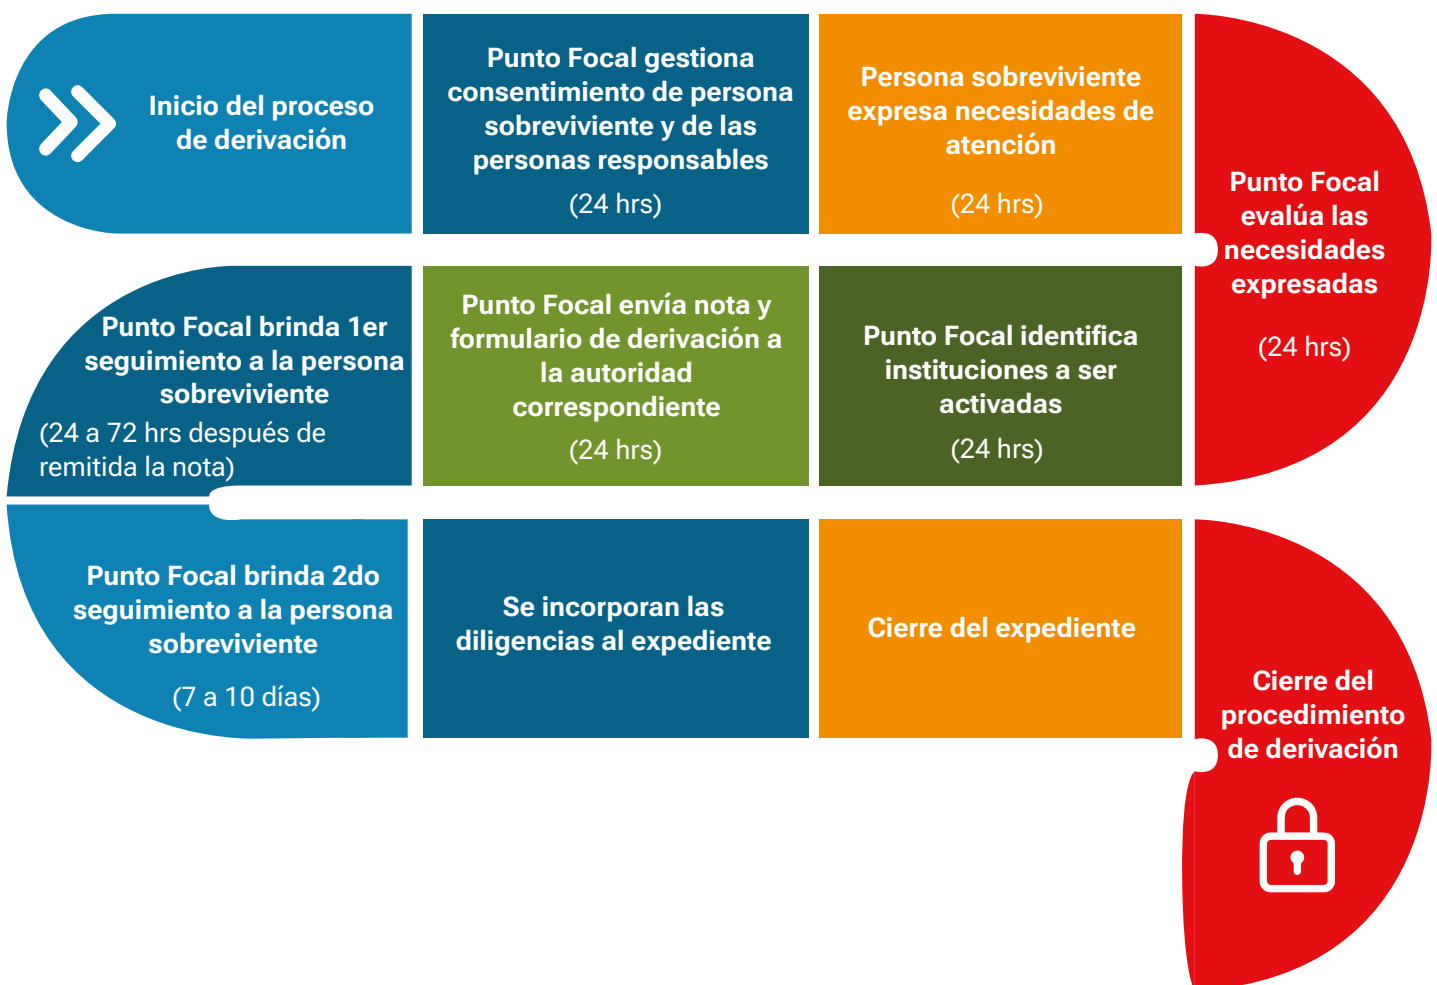 Inicio del proceso
de derivación
Punto Focal gestiona
consentimiento de persona
sobreviviente y de las
personas responsables
(24 hrs)
Persona sobreviviente
expresa necesidades de
atención
(24 hrs)
Punto Focal
evalúa las
necesidades
expresadas
(24 hrs)
Punto Focal identifica
instituciones a ser
activadas
(24 hrs)
Punto Focal envía nota y
formulario de derivación a
la autoridad
correspondiente
(24 hrs)
Punto Focal brinda 1er
seguimiento a la persona
sobreviviente
(24 a 72 hrs después de
remitida la nota)
Punto Focal brinda 2do
seguimiento a la persona
sobreviviente
(7 a 10 días)
Se incorporan las
diligencias al expediente
Cierre del expediente
Cierre del
procedimiento
de derivación